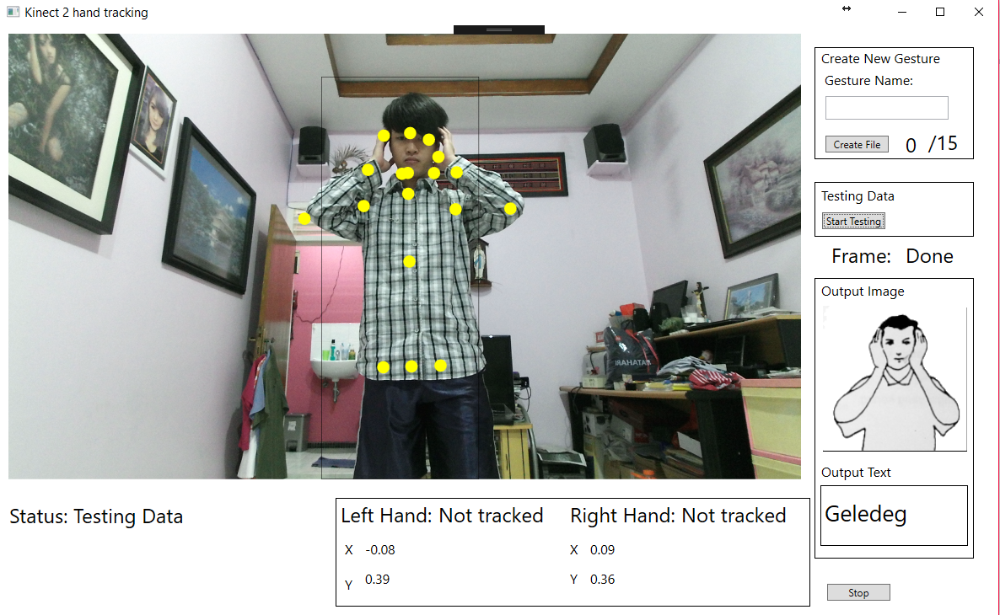 Kinect 2 hand tracking
Create New Gesture
Gesture Name:
Create File 0 /15
Testing Data
Start Testing
Frame: Done
Output Image
Output Text
Geledeg
Status: Testing Data
Left Hand: Not tracked Right Hand: Not tracked
X -0.08 X 0.09
Y 0.39 Y 0.36
Stop